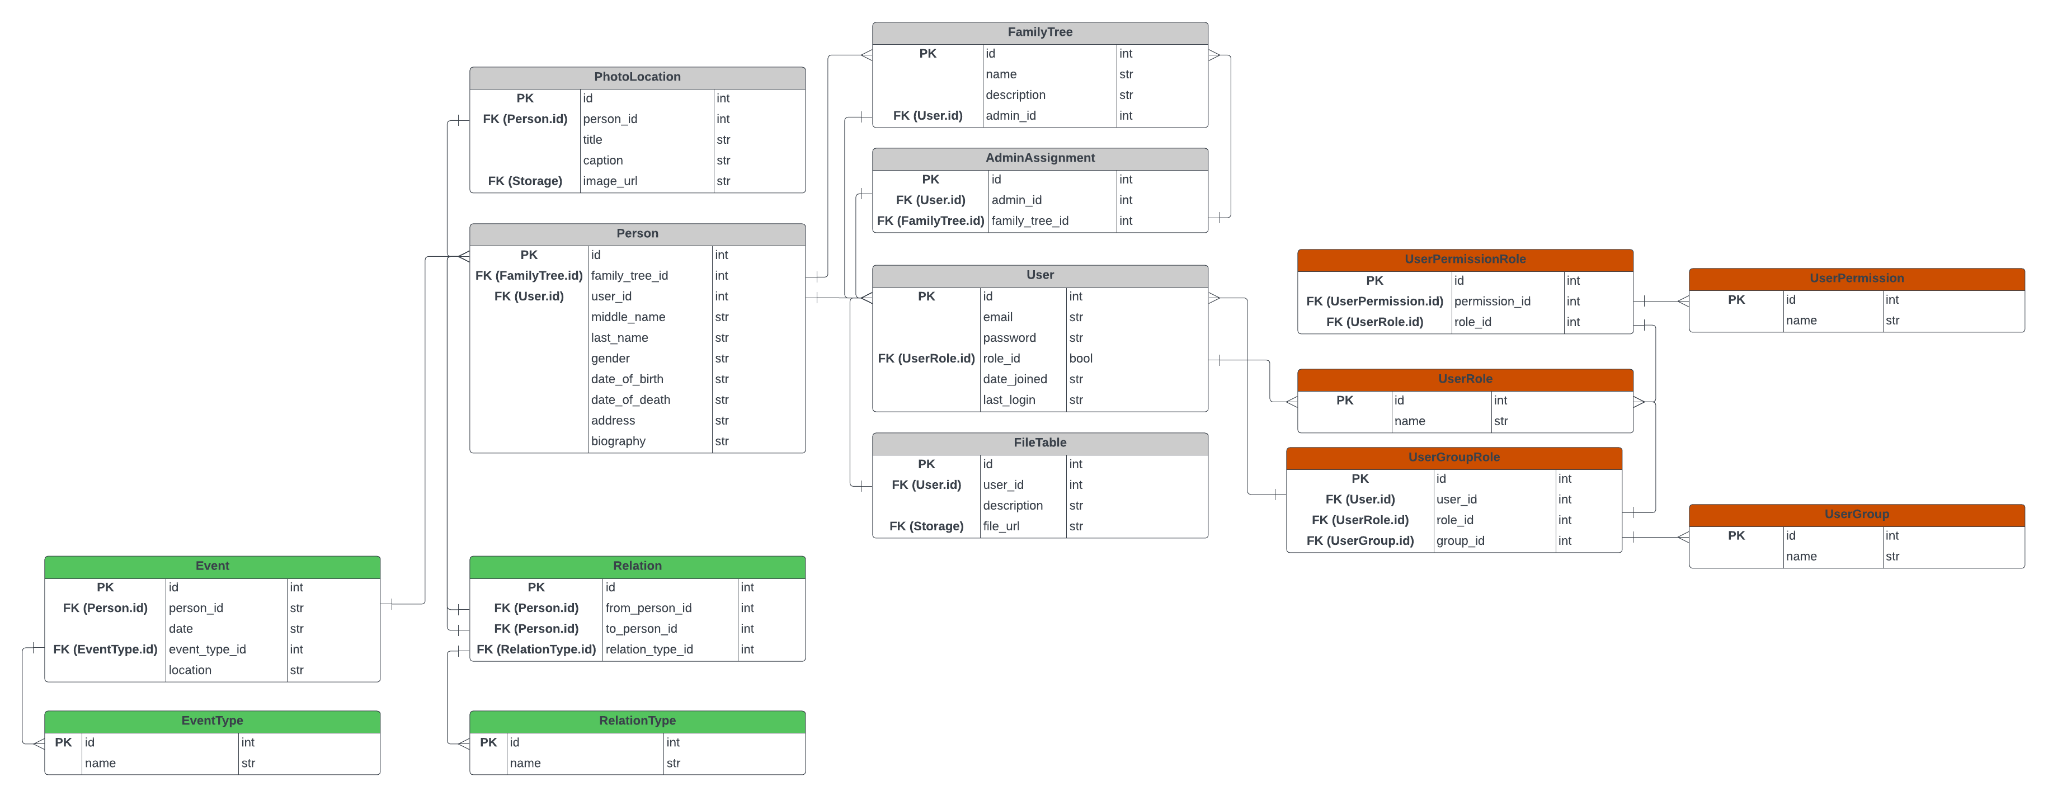 FamilyTree
PK id int
name str
description str
FK (User.id) admin_id int
PhotoLocation
PK id int
FK (Person.id) person_id int
title str
caption str
FK (Storage) image_url str
AdminAssignment
PK id int
FK (User.id) admin_id int
FK (FamilyTree.id) family_tree_id int
Person
PK id int
FK (FamilyTree.id) family_tree_id int
FK (User.id) user_id int
middle_name str
last_name str
gender str
date_of_birth str
date_of_death str
address str
biography str
User
PK id int
email str
password str
FK (UserRole.id) role_id bool
date_joined str
last_login str
UserPermissionRole
PK id int
FK (UserPermission.id) permission_id int
FK (UserRole.id) role_id int
UserPermission
PK id int
name str
UserRole
PK id int
name str
FileTable
PK id int
FK (User.id) user_id int
description str
FK (Storage) file_url str
UserGroupRole
PK id int
FK (User.id) user_id int
FK (UserRole.id) role_id int
FK (UserGroup.id) group_id int
UserGroup
PK id int
name str
Event
PK id int
FK (Person.id) person_id str
date str
FK (EventType.id) event_type_id int
location str
Relation
PK id int
FK (Person.id) from_person_id int
FK (Person.id) to_person_id int
FK (RelationType.id) relation_type_id int
EventType
PK id int
name str
RelationType
PK id int
name str